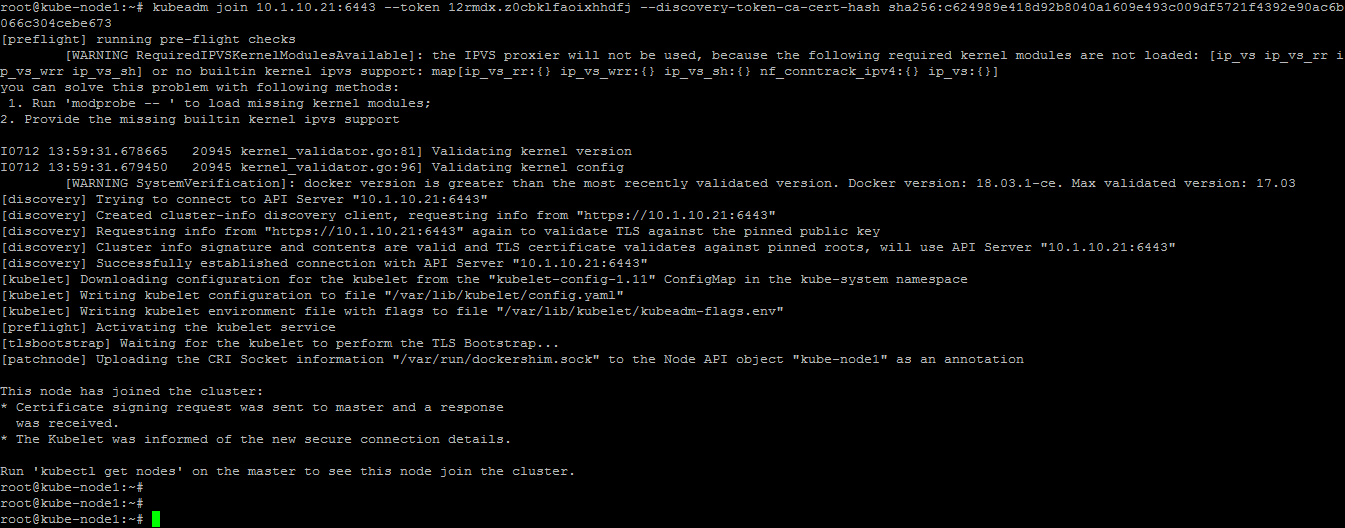 root@kube-node1:~# kubeadm join 10.1.10.21:6443 --token 12rmdx.z0cbklfaoixhhdfj --discovery-token-ca-cert-hash sha256:c624989e418d92b8040a1609e493c009df5721f4392e90ac6b
066c304cebe673
[preflight] running pre-flight checks
        [WARNING RequiredIPVSKernelModulesAvailable]: the IPVS proxier will not be used, because the following required kernel modules are not loaded: [ip_vs ip_vs_rr i
p_vs_wrr ip_vs_sh] or no builtin kernel ipvs support: map[ip_vs_rr:{} ip_vs_wrr:{} ip_vs_sh:{} nf_conntrack_ipv4:{} ip_vs:{}]
you can solve this problem with following methods:
 1. Run 'modprobe -- ' to load missing kernel modules;
2. Provide the missing builtin kernel ipvs support

I0712 13:59:31.678665   20945 kernel_validator.go:81] Validating kernel version
I0712 13:59:31.679450   20945 kernel_validator.go:96] Validating kernel config
        [WARNING SystemVerification]: docker version is greater than the most recently validated version. Docker version: 18.03.1-ce. Max validated version: 17.03
[discovery] Trying to connect to API Server "10.1.10.21:6443"
[discovery] Created cluster-info discovery client, requesting info from "https://10.1.10.21:6443"
[discovery] Requesting info from "https://10.1.10.21:6443" again to validate TLS against the pinned public key
[discovery] Cluster info signature and contents are valid and TLS certificate validates against pinned roots, will use API Server "10.1.10.21:6443"
[discovery] Successfully established connection with API Server "10.1.10.21:6443"
[kubelet] Downloading configuration for the kubelet from the "kubelet-config-1.11" ConfigMap in the kube-system namespace
[kubelet] Writing kubelet configuration to file "/var/lib/kubelet/config.yaml"
[kubelet] Writing kubelet environment file with flags to file "/var/lib/kubelet/kubeadm-flags.env"
[preflight] Activating the kubelet service
[tlsbootstrap] Waiting for the kubelet to perform the TLS Bootstrap...
[patchnode] Uploading the CRI Socket information "/var/run/dockershim.sock" to the Node API object "kube-node1" as an annotation

This node has joined the cluster:
* Certificate signing request was sent to master and a response
  was received.
* The Kubelet was informed of the new secure connection details.

Run 'kubectl get nodes' on the master to see this node join the cluster.
root@kube-node1:~#
root@kube-node1:~#
root@kube-node1:~#